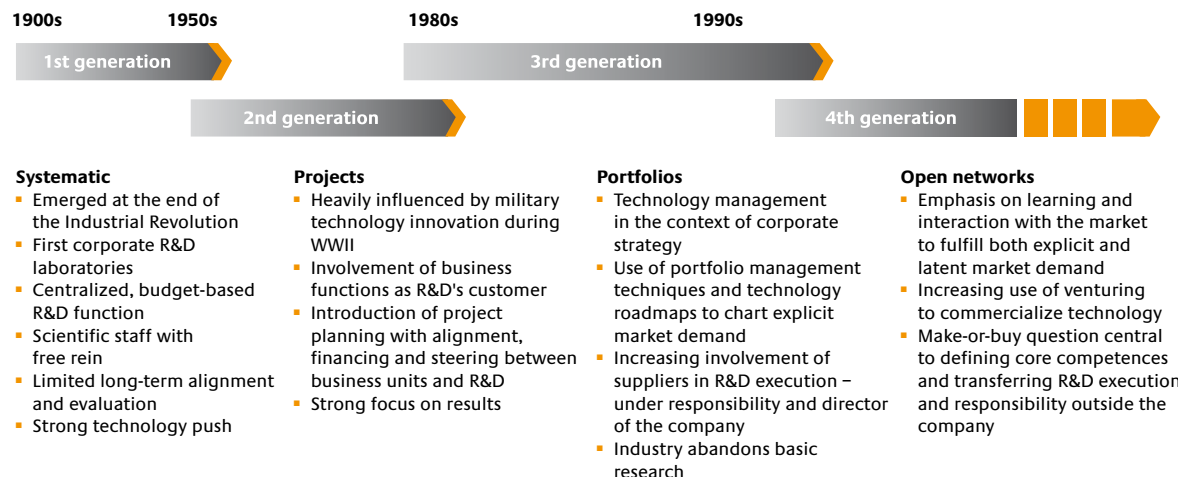 1900s 1950s 1980s 1990s
1st generation 3rd generation
2nd generation 4th generation
Systematic
▪ Emerged at the end of
the Industrial Revolution
▪ First corporate R&D
laboratories
▪ Centralized, budget-based
R&D function
▪ Scientific staff with
free rein
▪ Limited long-term alignment
and evaluation
▪ Strong technology push
Projects
▪ Heavily influenced by military
technology innovation during
WWII
▪ Involvement of business
functions as R&D's customer
▪ Introduction of project
planning with alignment,
financing and steering between
business units and R&D
▪ Strong focus on results
Portfolios
▪ Technology management
in the context of corporate
strategy
▪ Use of portfolio management
techniques and technology
roadmaps to chart explicit
market demand
▪ Increasing involvement of
suppliers in R&D execution –
under responsibility and director
of the company
▪ Industry abandons basic
research
Open networks
▪ Emphasis on learning and
interaction with the market
to fulfill both explicit and
latent market demand
▪ Increasing use of venturing
to commercialize technology
▪ Make-or-buy question central
to defining core competences
and transferring R&D execution
and responsibility outside the
company